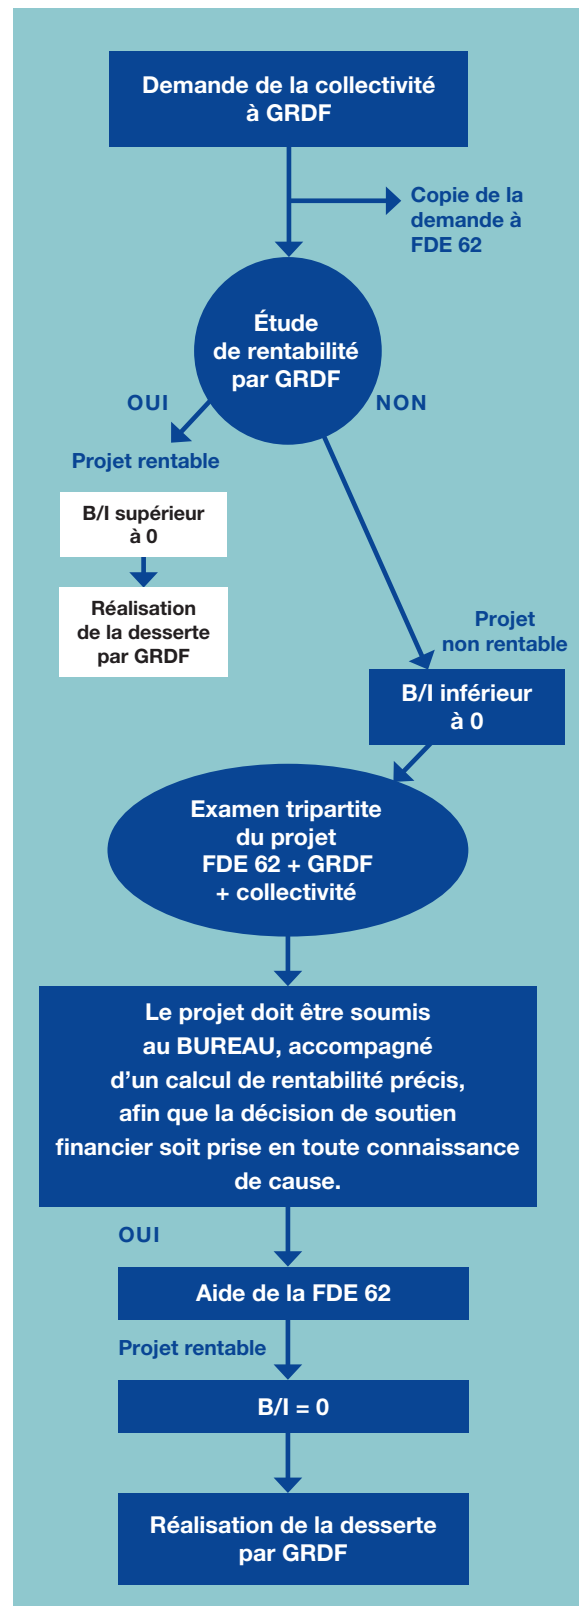 Demande de la collectivité
à GRDF
Copie de la
demande à
FDE 62
Étude
de rentabilité
par GRDF
OUI
NON
Projet rentable
B/I supérieur
à 0
Réalisation
de la desserte
par GRDF
Projet
non rentable
B/I inférieur
à 0
Examen tripartite
du projet
FDE 62 + GRDF
+ collectivité
Le projet doit être soumis
au BUREAU, accompagné
d’un calcul de rentabilité précis,
afin que la décision de soutien
financier soit prise en toute connaissance
de cause.
OUI
Aide de la FDE 62
Projet rentable
B/I = 0
Réalisation de la desserte
par GRDF